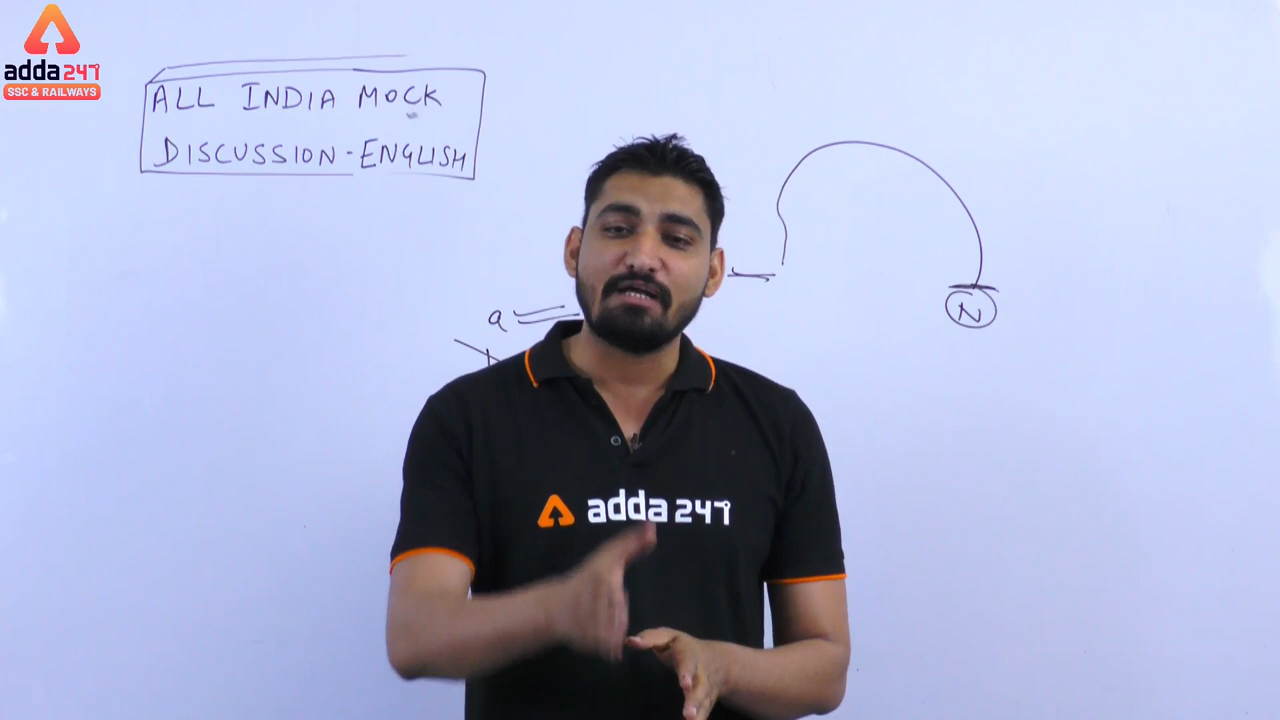 adda247
SSC & RAILWAYS
ALL INDIA MOCK
DISCUSSION-ENGLISH
a
N
adda247